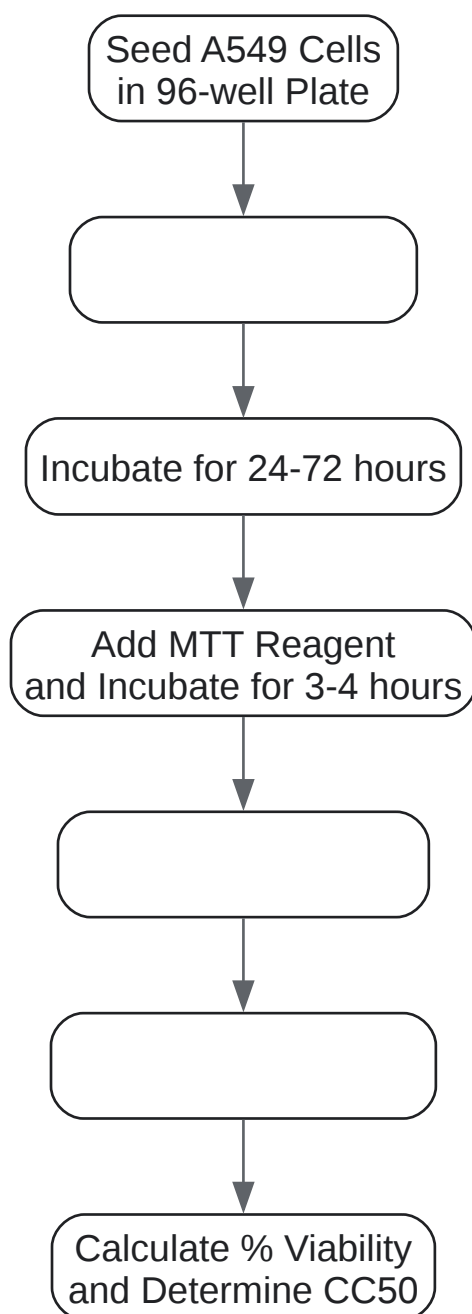 Seed A549 Cells
in 96-well Plate
Incubate for 24-72 hours
Add MTT Reagent
and Incubate for 3-4 hours
Calculate % Viability
and Determine CC50